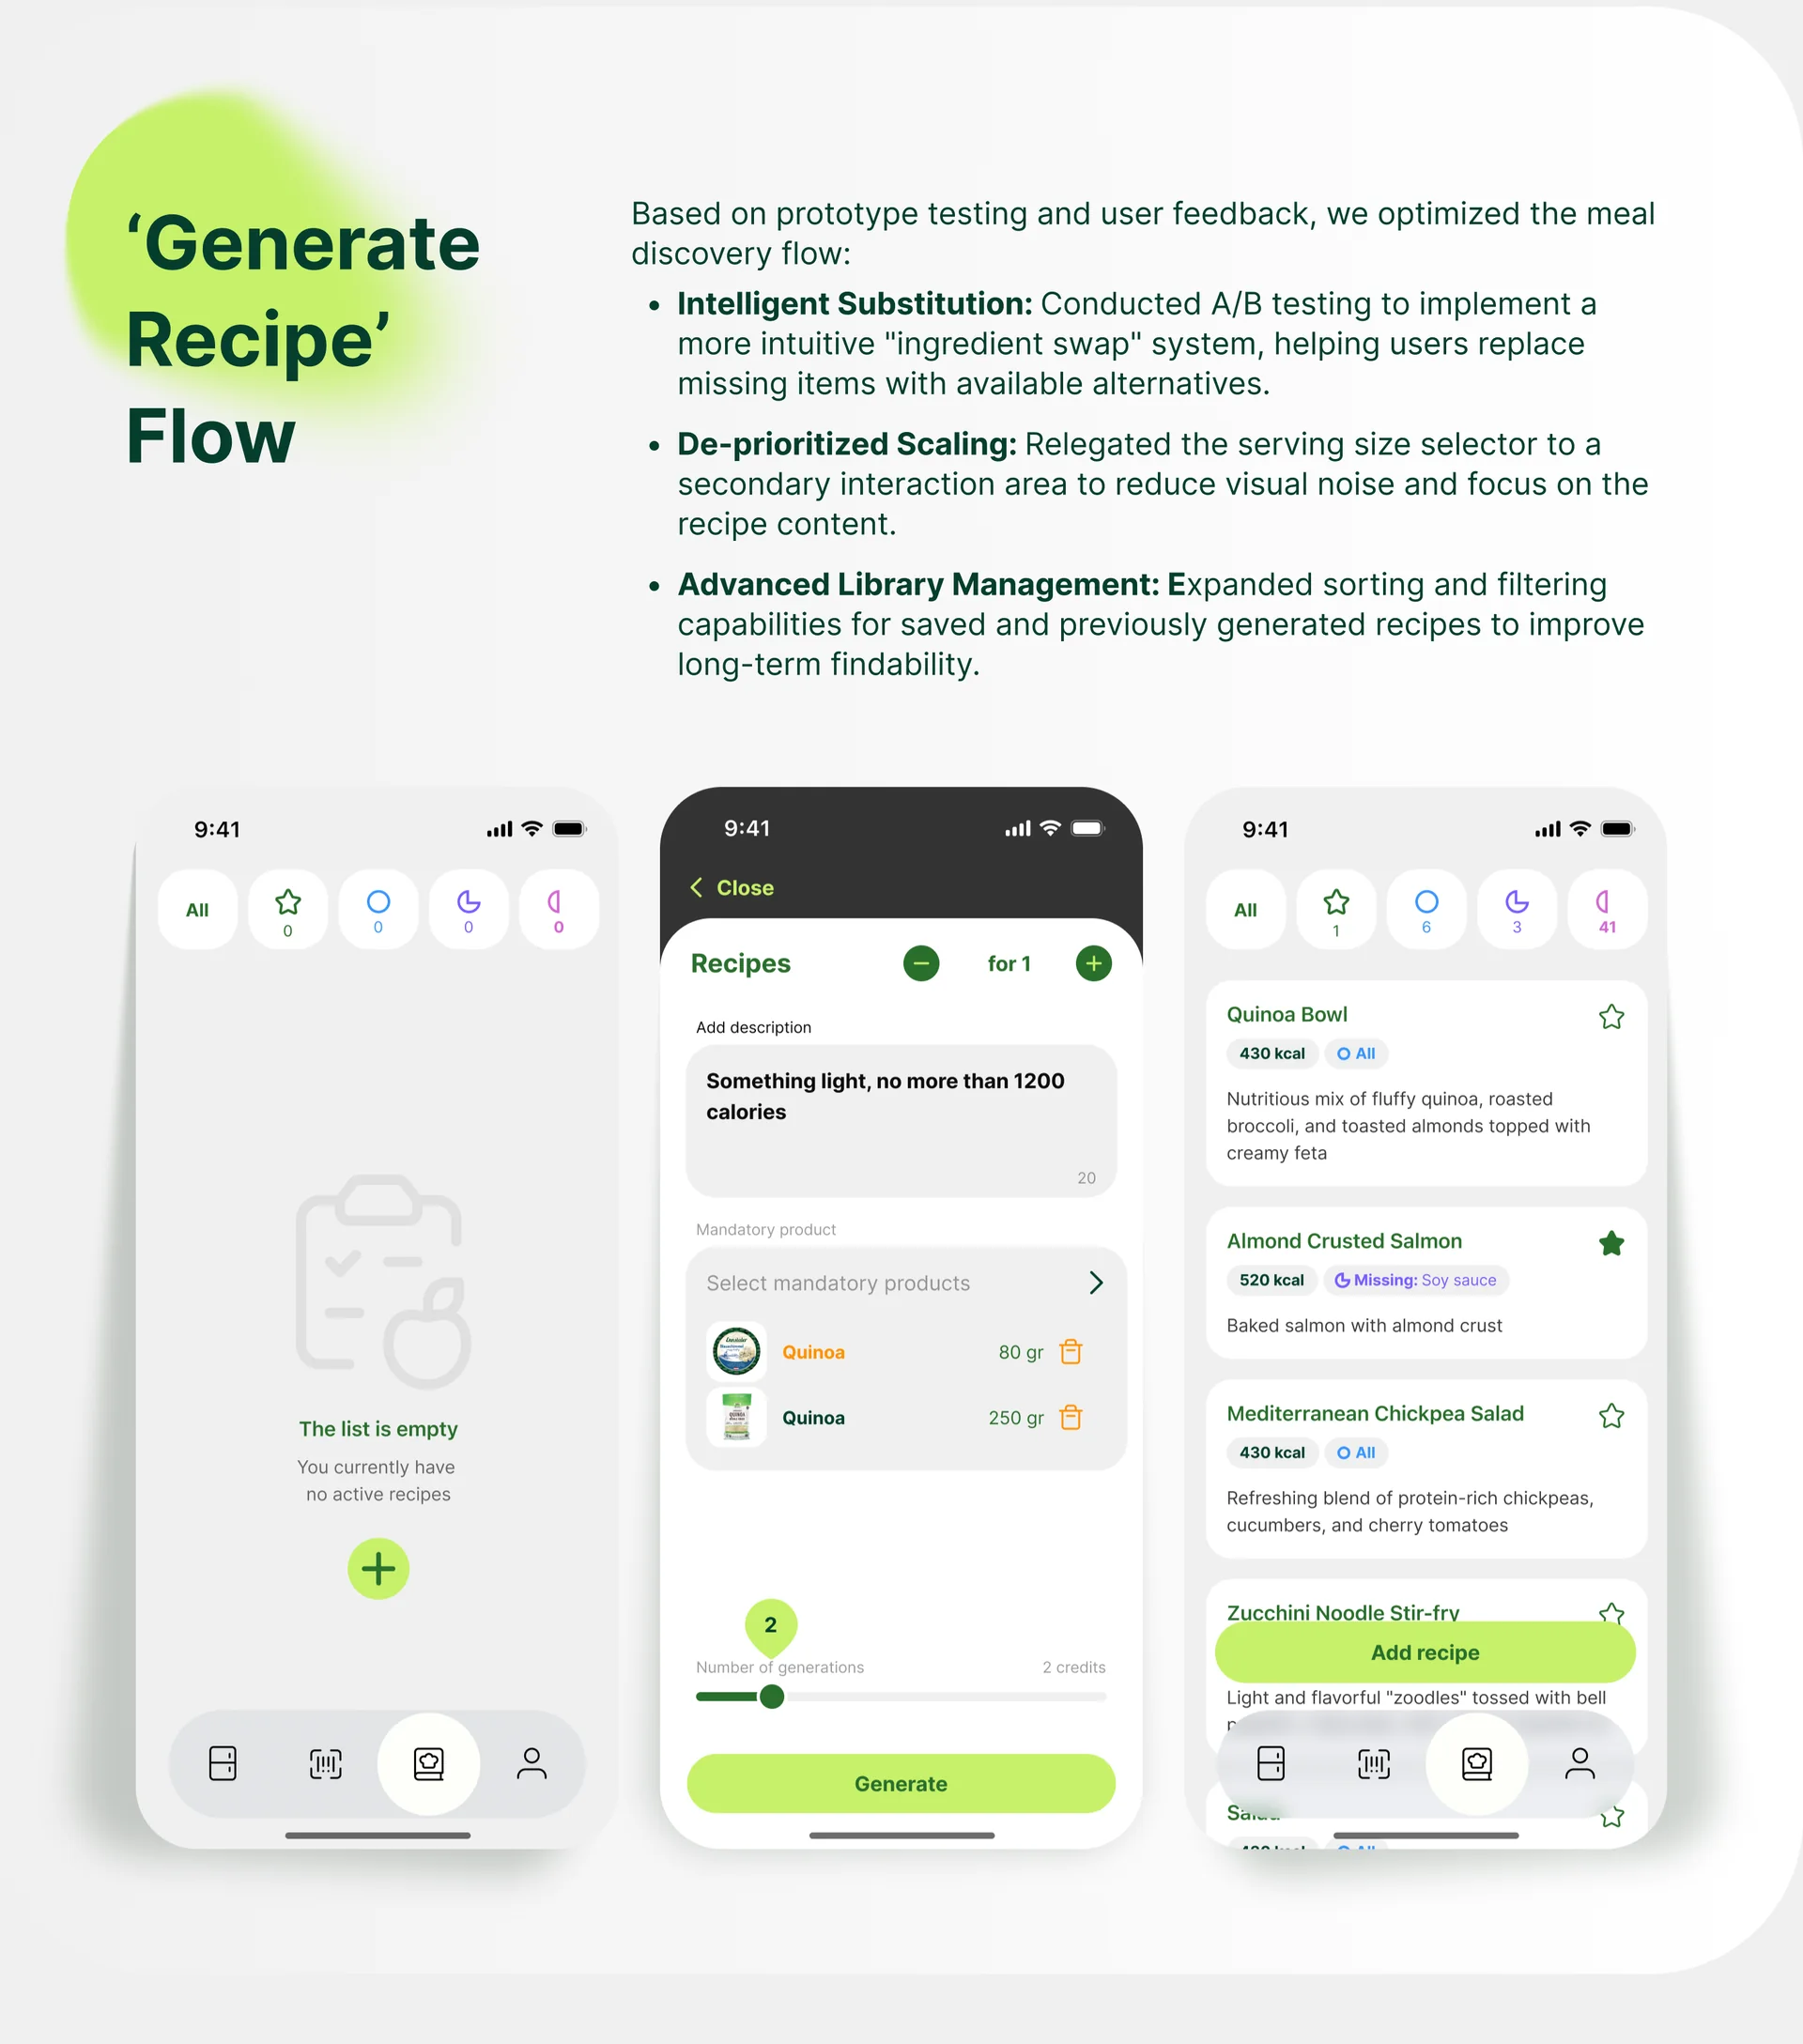 ‘Generate
Recipe’
Flow
Based on prototype testing and user feedback, we optimized the meal
discovery flow:
• Intelligent Substitution: Conducted A/B testing to implement a
more intuitive "ingredient swap" system, helping users replace
missing items with available alternatives.
• De-prioritized Scaling: Relegated the serving size selector to a
secondary interaction area to reduce visual noise and focus on the
recipe content.
• Advanced Library Management: Expanded sorting and filtering
capabilities for saved and previously generated recipes to improve
long-term findability.
9:41
All
0
0
0
0
The list is empty
You currently have
no active recipes
9:41
Close
Recipes
for 1
Add description
Something light, no more than 1200
calories
20
Mandatory product
Select mandatory products
Quinoa 80 gr
QUINOA
Quinoa 250 gr
2
Number of generations 2 credits
Generate
9:41
All
1
6
3
41
Quinoa Bowl
430 kcal All
Nutritious mix of fluffy quinoa, roasted
broccoli, and toasted almonds topped with
creamy feta
Almond Crusted Salmon
520 kcal Missing: Soy sauce
Baked salmon with almond crust
Mediterranean Chickpea Salad
430 kcal All
Refreshing blend of protein-rich chickpeas,
cucumbers, and cherry tomatoes
Zucchini Noodle Stir-fry
Add recipe
Light and flavorful "zoodles" tossed with bell
Salad